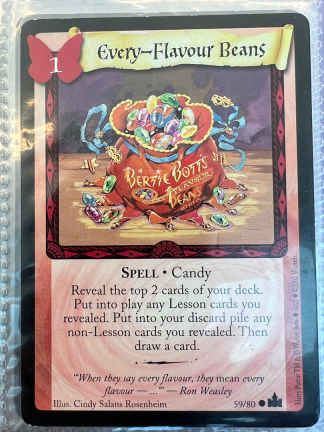 Every-Flavour Beans
1
BERTIE BOTT'S
BEANS
SPELL • Candy
Reveal the top 2 cards of your deck.
Put into play any Lesson cards you
revealed. Put into your discard pile any
non-Lesson cards you revealed. Then
draw a card.
"When they say every flavour, they mean every
flavour — ..." — Ron Weasley
Illus. Cindy Salans Rosenheim
59/80